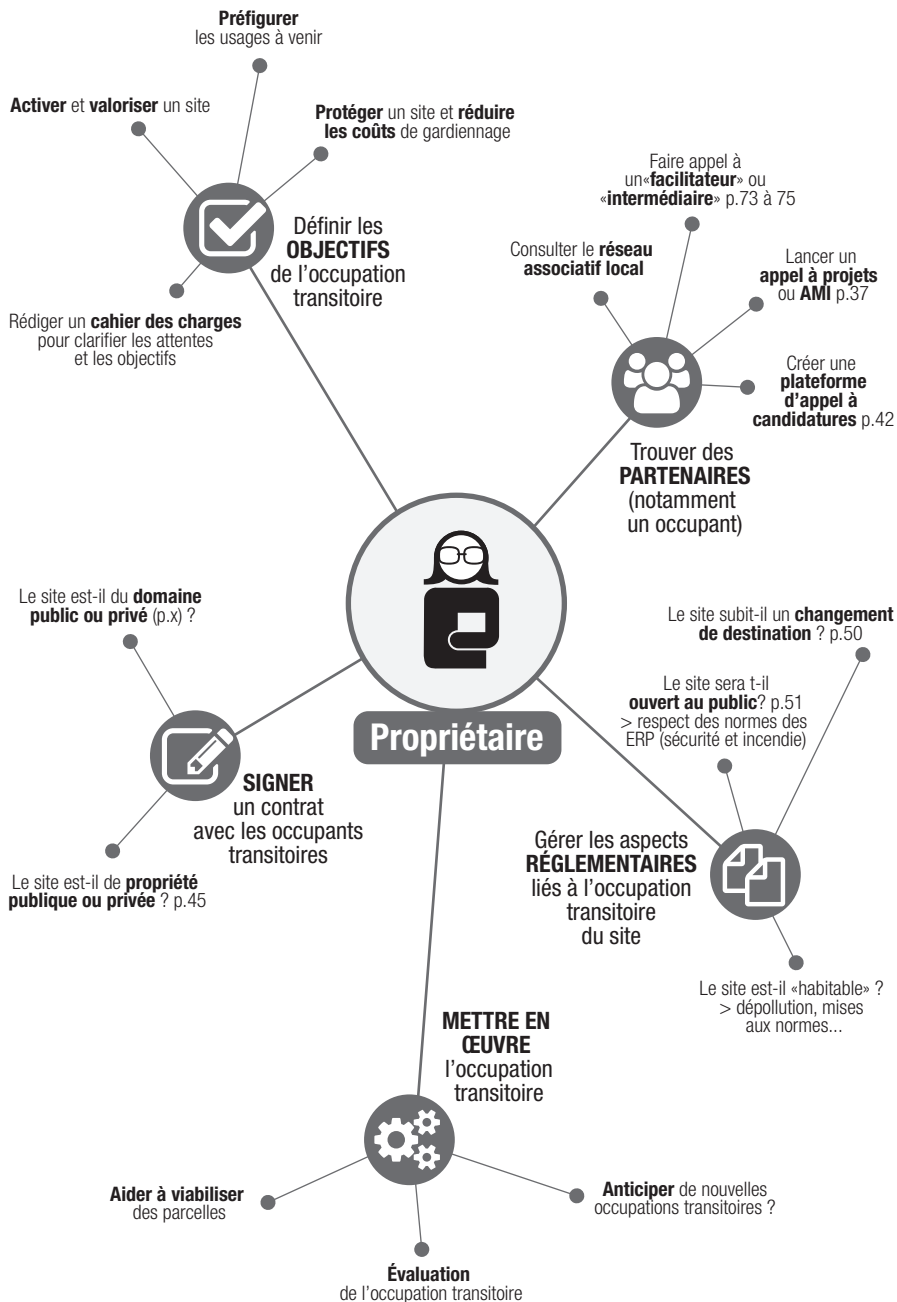 Préfigurer
les usages à venir
Activer et valoriser un site
Protéger un site et réduire
les coûts de gardiennage
Définir les
OBJECTIFS
de l'occupation
transitoire
Rédiger un cahier des charges
pour clarifier les attentes
et les objectifs
Faire appel à
un«facilitateur» ou
«intermédiaire» p.73 à 75
Consulter le réseau
associatif local
Lancer un
appel à projets
ou AMI p.37
Créer une
plateforme
d'appel à
candidatures p.42
Trouver des
PARTENAIRES
(notamment
un occupant)
Propriétaire
Le site est-il du domaine
public ou privé (p.x) ?
SIGNER
un contrat
avec les occupants
transitoires
Le site est-il de propriété
publique ou privée ? p.45
Le site subit-il un changement
de destination ? p.50
Le site sera t-il
ouvert au public? p.51
> respect des normes des
ERP (sécurité et incendie)
Gérer les aspects
RÉGLEMENTAIRES
liés à l'occupation
transitoire
du site
Le site est-il «habitable» ?
> dépollution, mises
aux normes...
METTRE EN
ŒUVRE
l'occupation
transitoire
Aider à viabiliser
des parcelles
Anticiper de nouvelles
occupations transitoires ?
Évaluation
de l'occupation transitoire